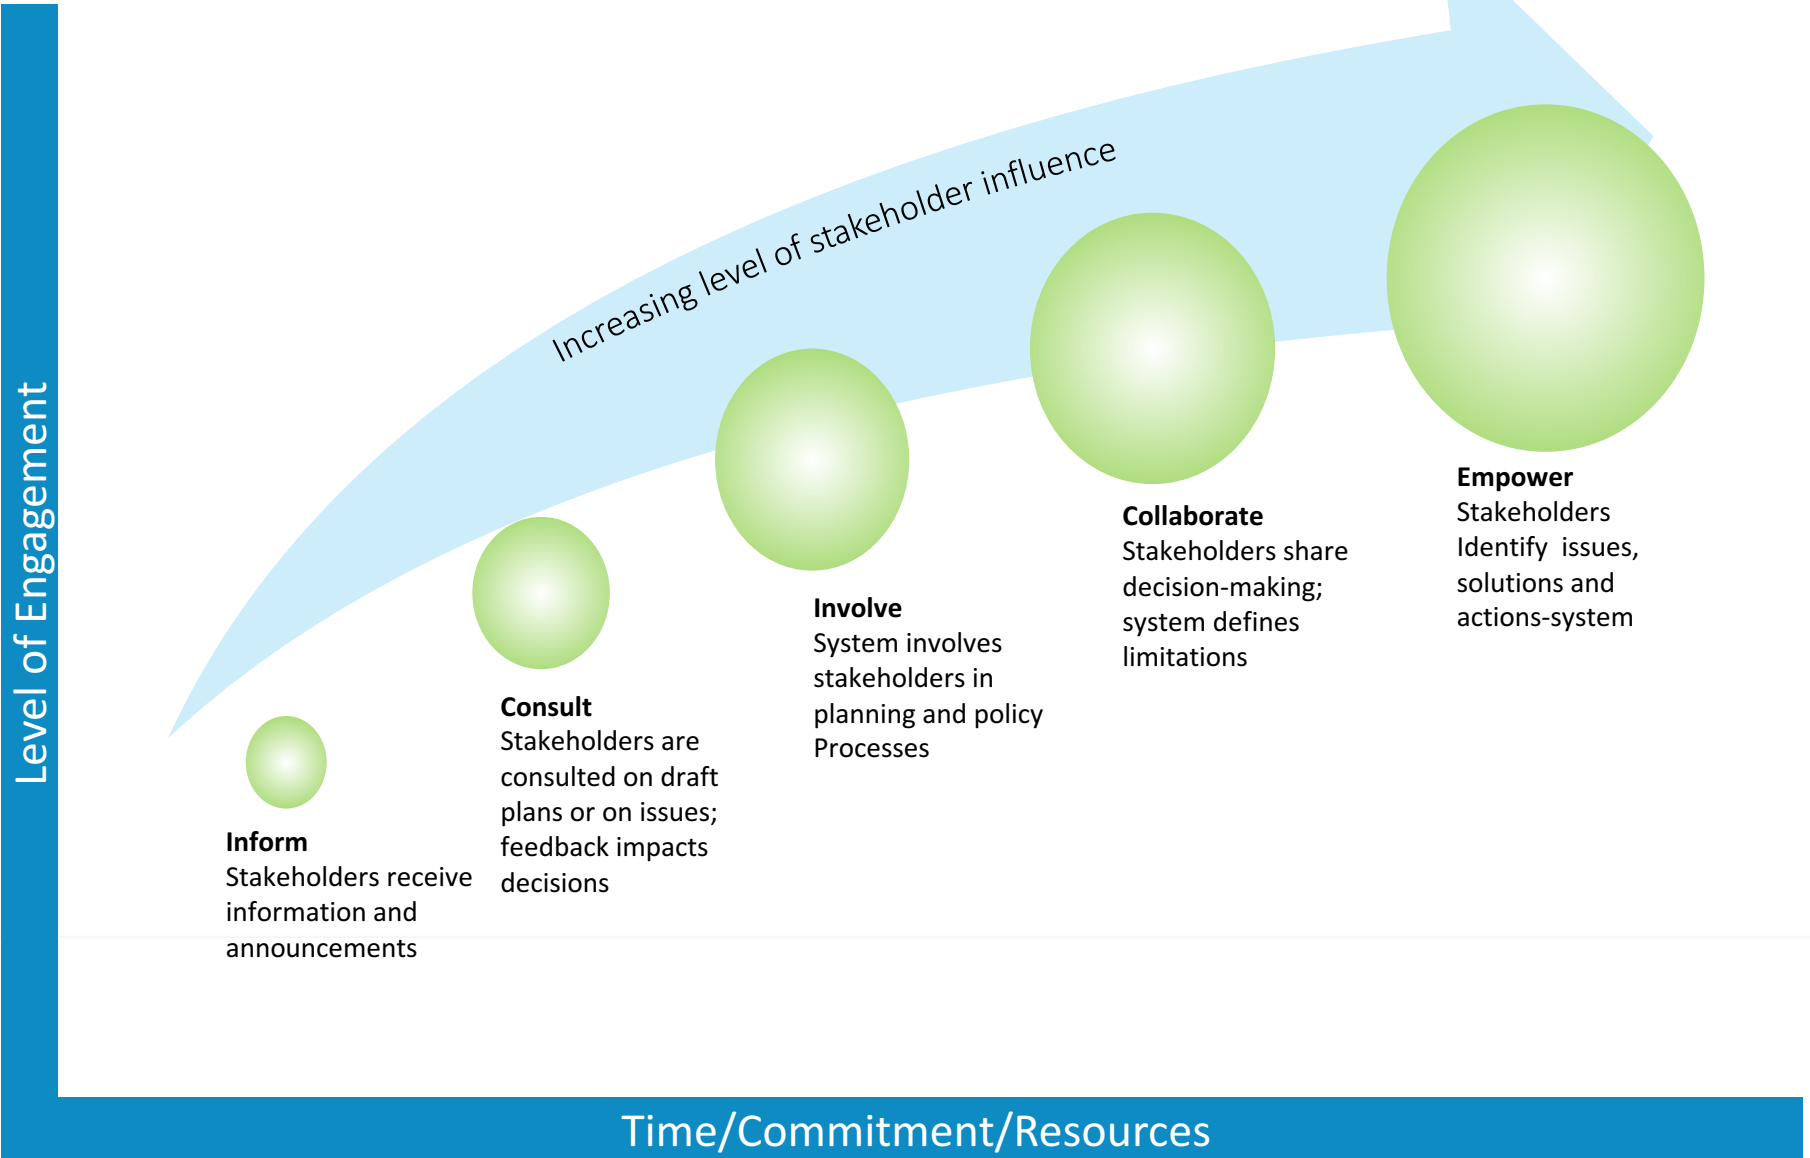 Level of Engagement
Increasing level of stakeholder influence
Inform
Stakeholders receive
information and
announcements
Consult
Stakeholders are
consulted on draft
plans or on issues;
feedback impacts
decisions
Involve
System involves
stakeholders in
planning and policy
Processes
Collaborate
Stakeholders share
decision-making;
system defines
limitations
Empower
Stakeholders
Identify  issues,
solutions and
actions-system
Time/Commitment/Resources